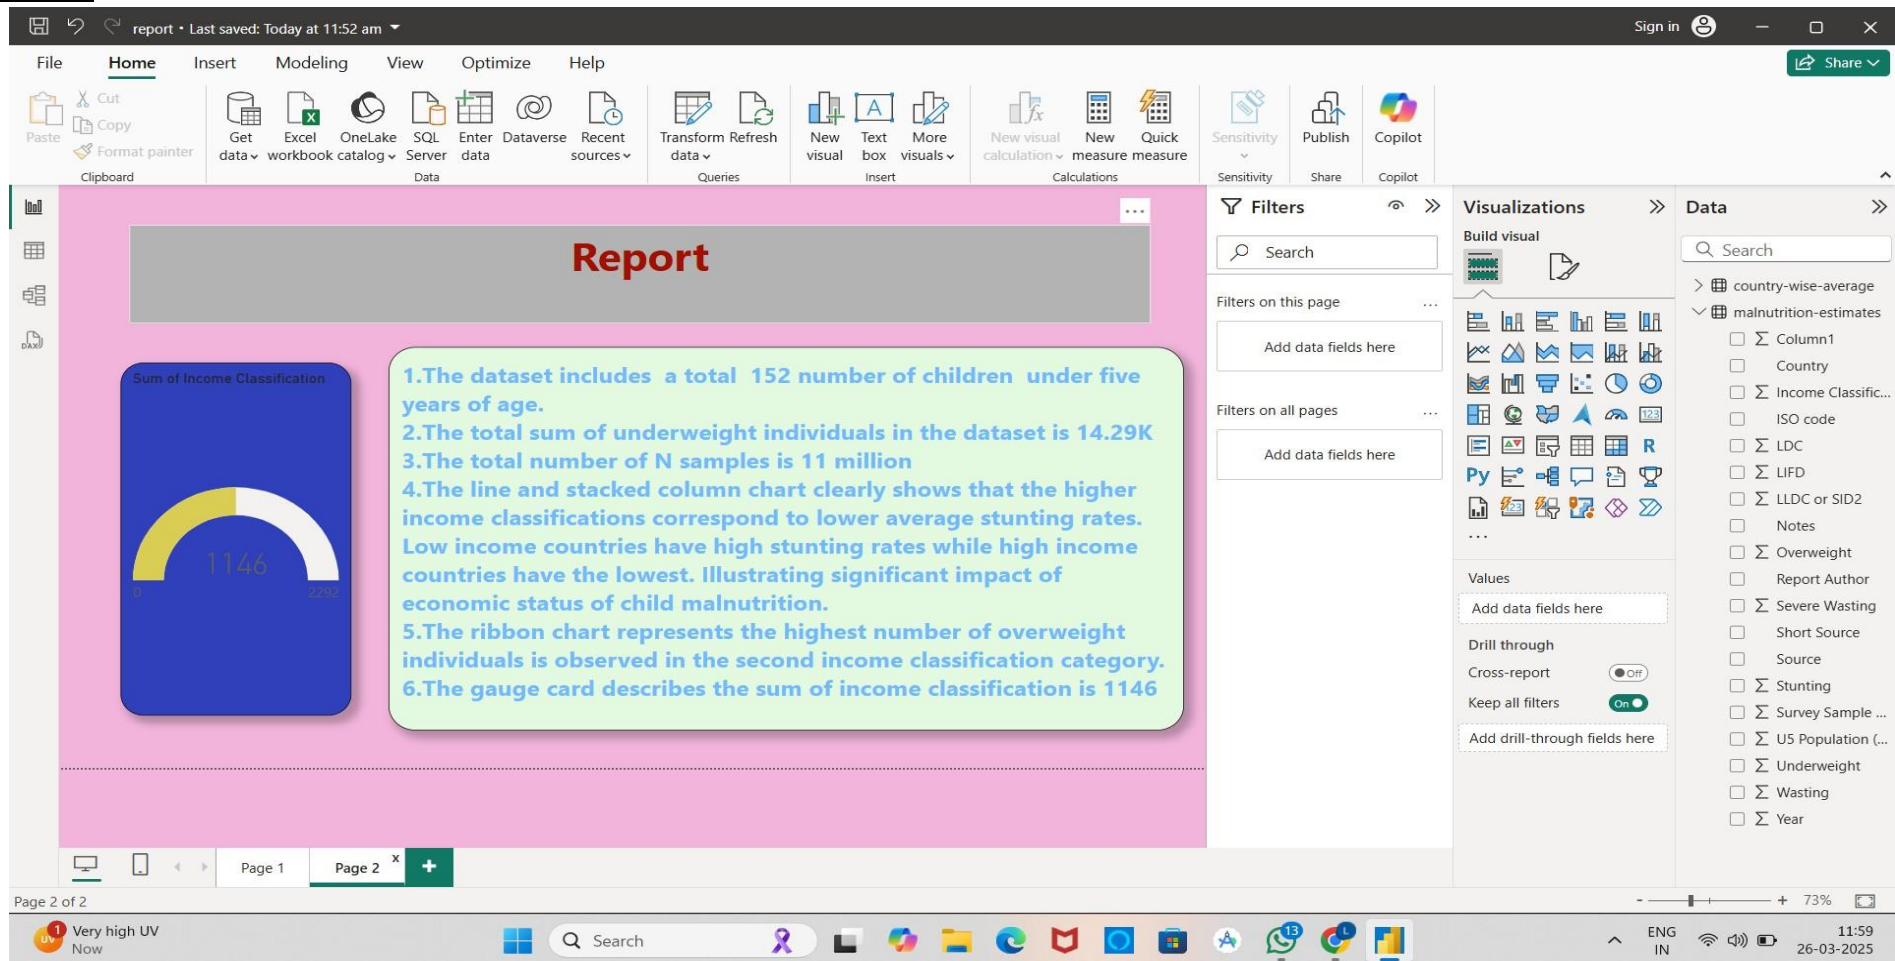 report • Last saved: Today at 11:52 am
Sign in
File Home Insert Modeling View Optimize Help
Share
Paste
Cut
Copy
Format painter
Clipboard
Get data
Excel workbook
OneLake catalog
SQL Server
Enter data
Dataverse
Recent sources
Data
Transform data
Refresh
Queries
New visual
Text box
More visuals
Insert
New visual calculation
New measure
Quick measure
Calculations
Sensitivity
Sensitivity
Publish
Share
Copilot
Copilot
Report
Sum of Income Classification
1146
0
2292
1.The dataset includes a total 152 number of children under five
years of age.
2.The total sum of underweight individuals in the dataset is 14.29K
3.The total number of N samples is 11 million
4.The line and stacked column chart clearly shows that the higher
income classifications correspond to lower average stunting rates.
Low income countries have high stunting rates while high income
countries have the lowest. Illustrating significant impact of
economic status of child malnutrition.
5.The ribbon chart represents the highest number of overweight
individuals is observed in the second income classification category.
6.The gauge card describes the sum of income classification is 1146
Filters
Search
Filters on this page ...
Add data fields here
Filters on all pages ...
Add data fields here
Visualizations
Build visual
123
R
Py
123
...
Values
Add data fields here
Drill through
Cross-report Off
Keep all filters On
Add drill-through fields here
Data
Search
country-wise-average
malnutrition-estimates
Column1
Country
Income Classific...
ISO code
LDC
LIFD
LLDC or SID2
Notes
Overweight
Report Author
Severe Wasting
Short Source
Source
Stunting
Survey Sample ...
U5 Population (...
Underweight
Wasting
Year
DAX
Page 1
Page 2 x
+
Page 2 of 2
- + 73%
UV 1
Very high UV
Now
Search
13
L
ENG
IN
11:59
26-03-2025